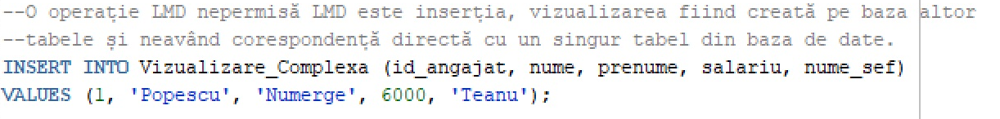 --O operație LMD nepermisă LMD este inserția, vizualizarea fiind creată pe baza altor
--tabele și neavând corespondență directă cu un singur tabel din baza de date.
INSERT INTO Vizualizare_Complexa (id_angajat, nume, prenume, salariu, nume_sef)
VALUES (1, 'Popescu', 'Numerge', 6000, 'Teanu');